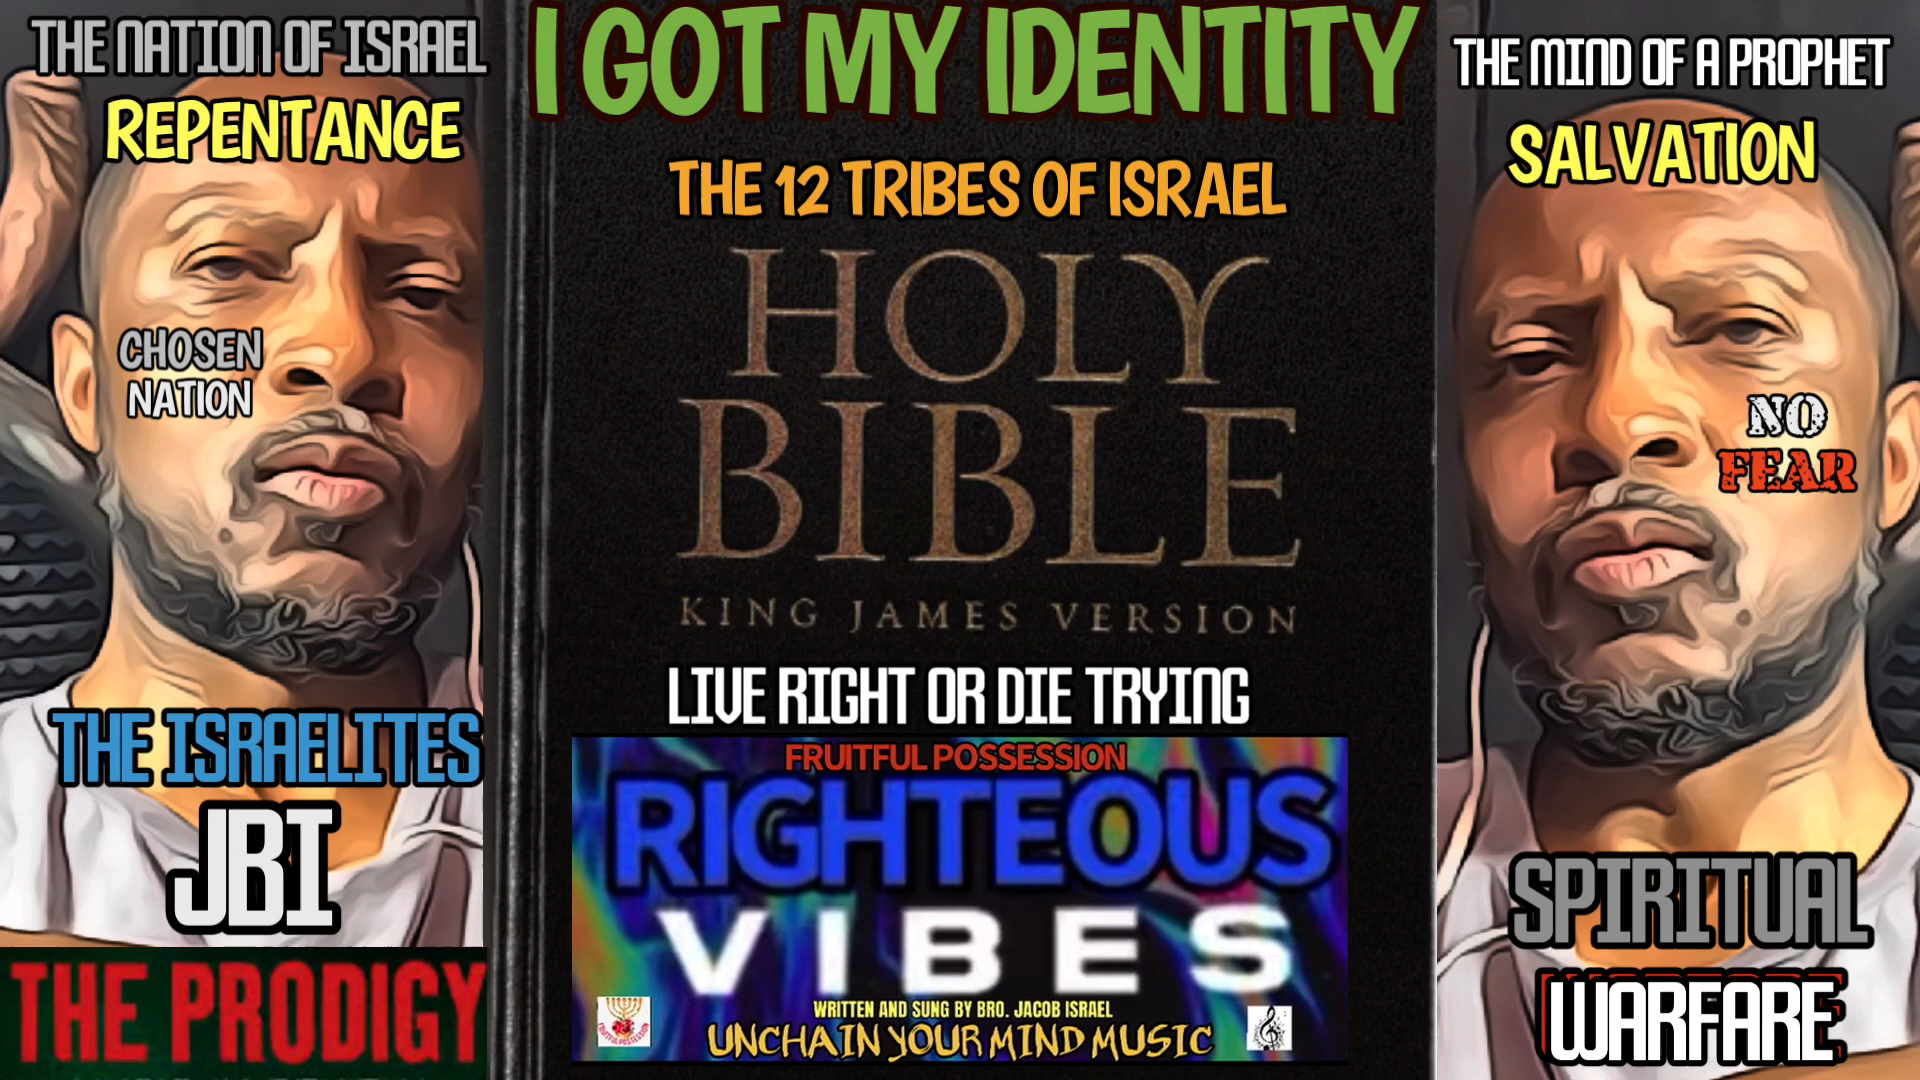 THE NATION OF ISRAEL
REPENTANCE
CHOSEN
NATION
THE ISRAELITES
JBI
THE PRODIGY
I GOT MY IDENTITY
THE 12 TRIBES OF ISRAEL
HOLY
BIBLE
KING JAMES VERSION
LIVE RIGHT OR DIE TRYING
FRUITFUL POSSESSION
RIGHTEOUS
VIBES
WRITTEN AND SUNG BY BRO. JACOB ISRAEL
UNCHAIN YOUR MIND MUSIC
FRUITFUL POSSESSION
THE MIND OF A PROPHET
SALVATION
NO
FEAR
SPIRITUAL
WARFARE